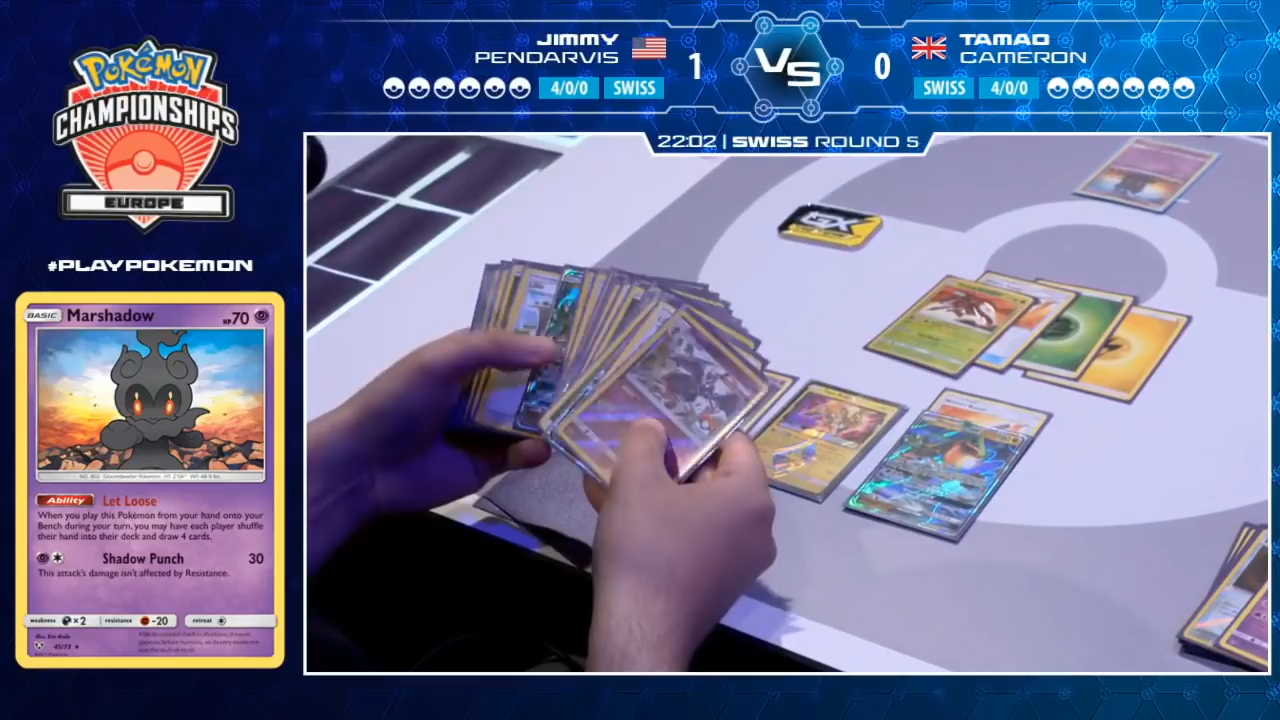 JIMMY
PENDARVIS
1
VS
0
TAMAO
CAMERON
4/0/0
SWISS
SWISS
4/0/0
22:02 | SWISS ROUND 5
POKéMON
CHAMPIONSHIPS
EUROPE
#PLAYPOKEMON
BASIC Marshadow HP70
Ability Let Loose
When you play this Pokémon from your hand onto your
Bench during your turn, you may have each player shuffle
their hand into their deck and draw 4 cards.
Shadow Punch 30
This attack's damage isn't affected by Resistance.
weakness ×2 resistance -20 retreat
45/73
GX